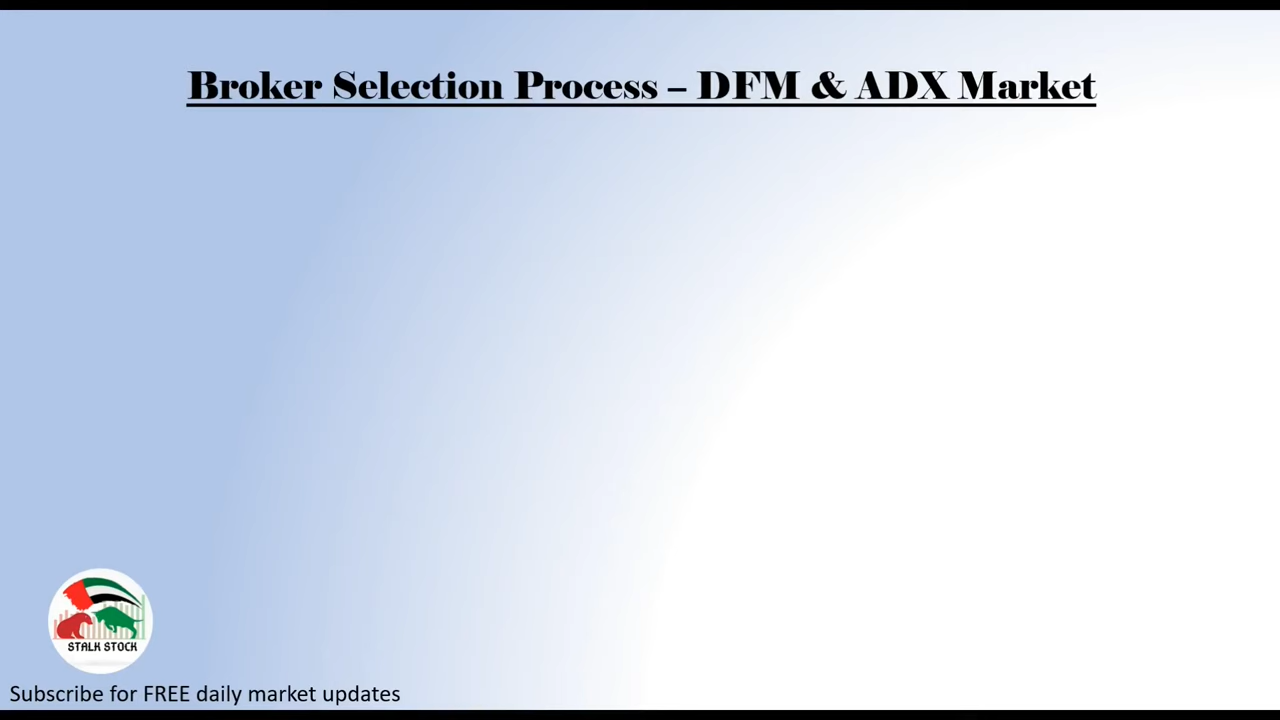 Broker Selection Process – DFM & ADX Market
STALK STOCK
Subscribe for FREE daily market updates